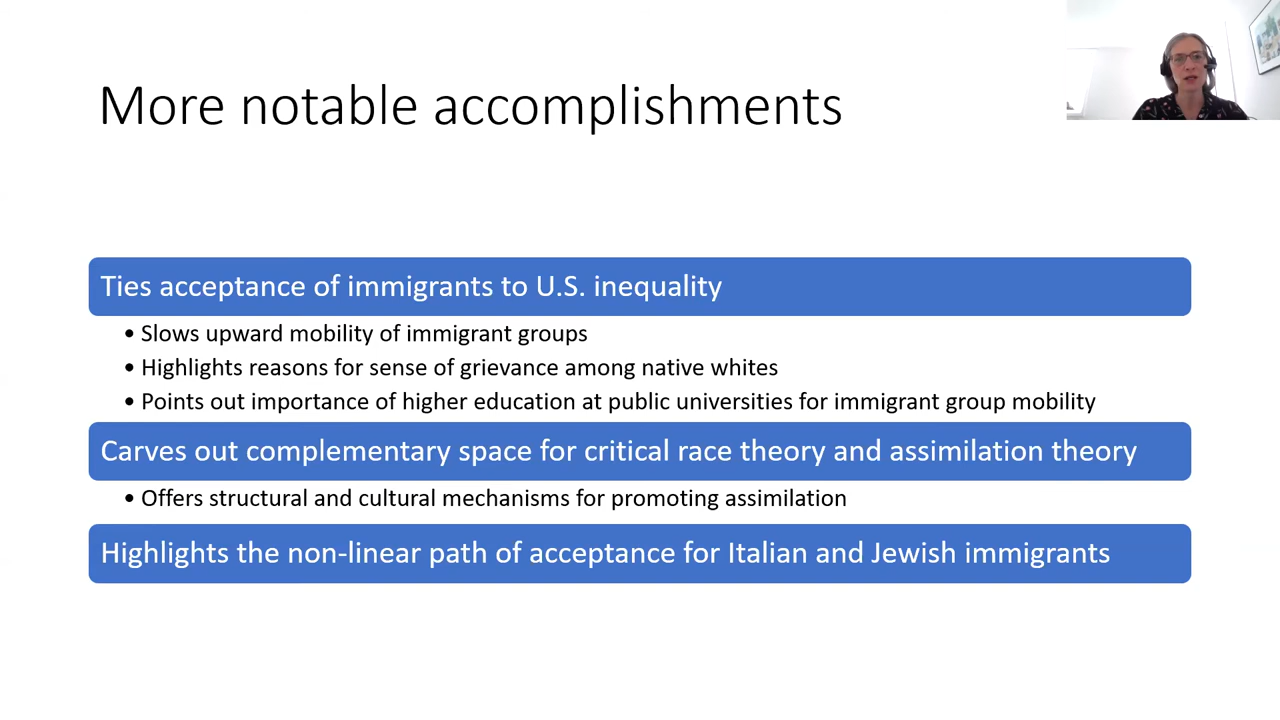 More notable accomplishments
Ties acceptance of immigrants to U.S. inequality
• Slows upward mobility of immigrant groups
• Highlights reasons for sense of grievance among native whites
• Points out importance of higher education at public universities for immigrant group mobility
Carves out complementary space for critical race theory and assimilation theory
• Offers structural and cultural mechanisms for promoting assimilation
Highlights the non-linear path of acceptance for Italian and Jewish immigrants